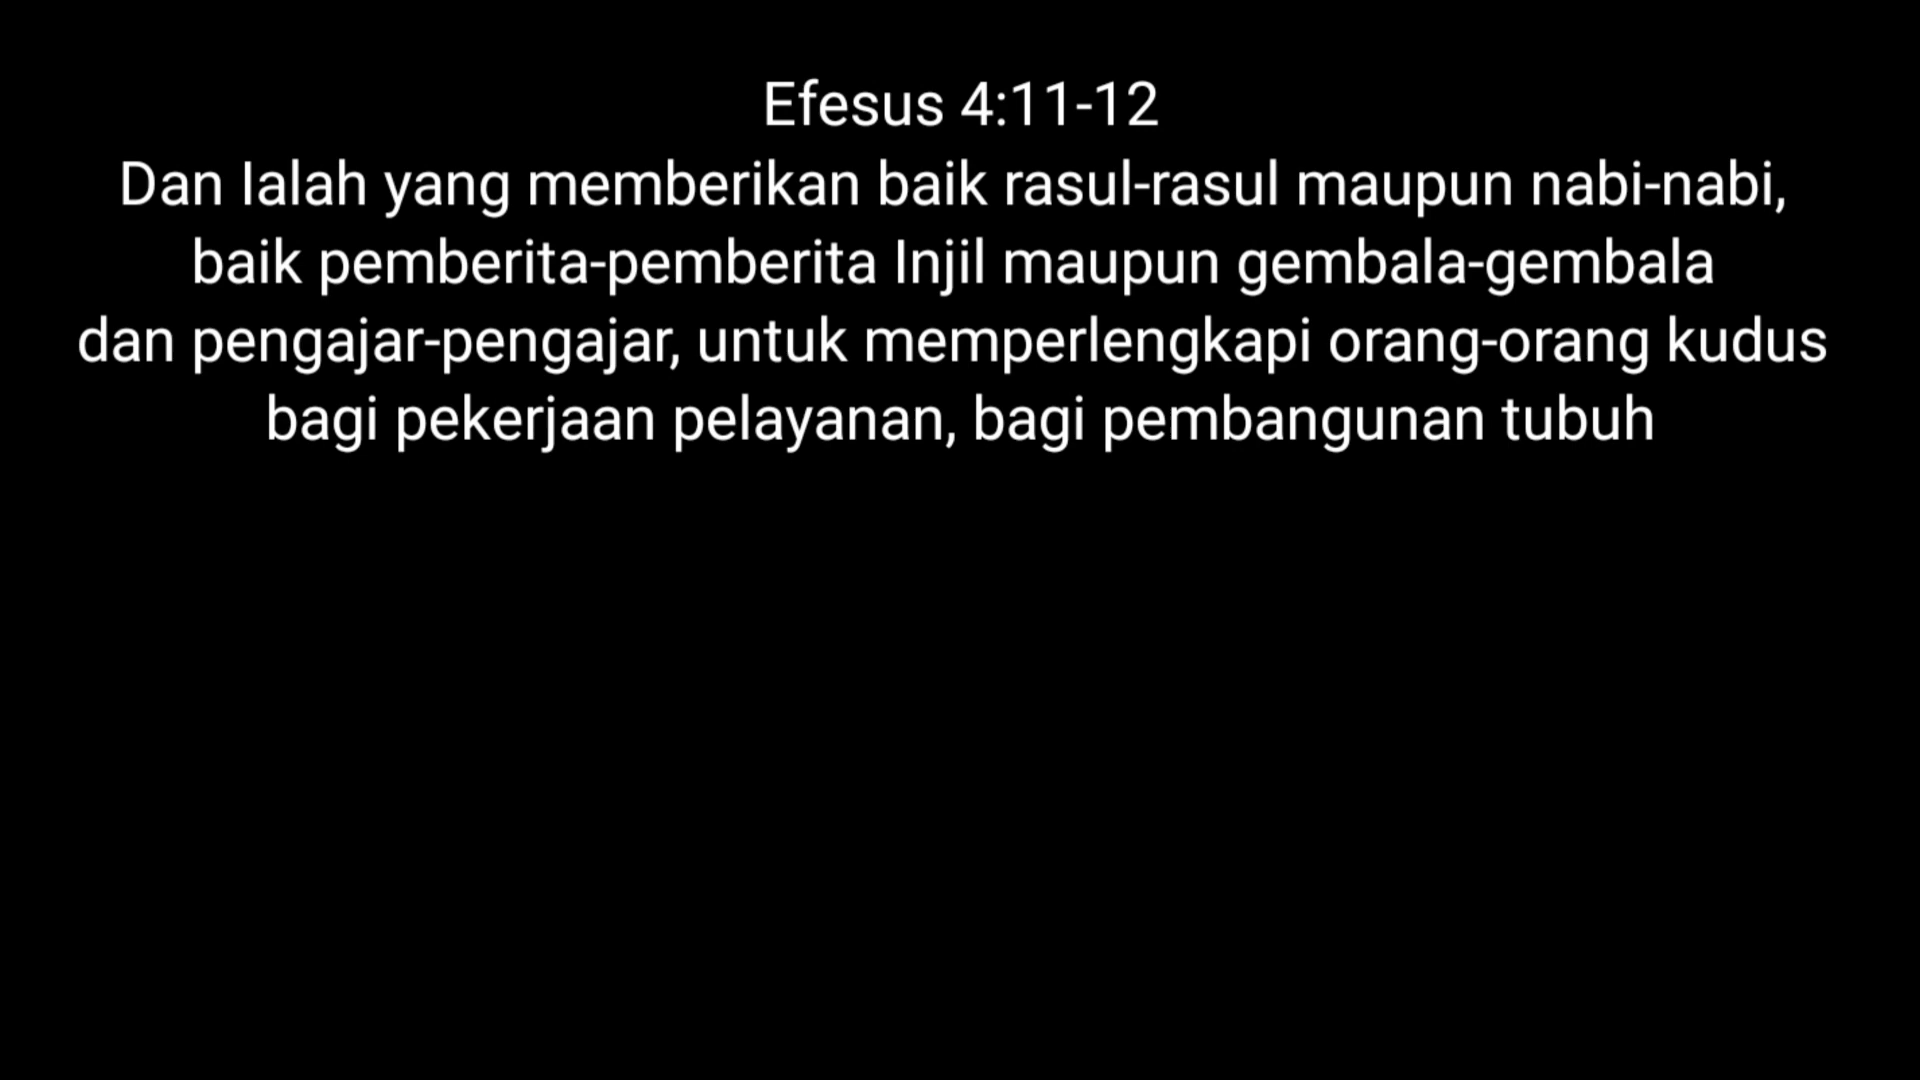 Efesus 4:11-12
Dan Ialah yang memberikan baik rasul-rasul maupun nabi-nabi,
baik pemberita-pemberita Injil maupun gembala-gembala
dan pengajar-pengajar, untuk memperlengkapi orang-orang kudus
bagi pekerjaan pelayanan, bagi pembangunan tubuh